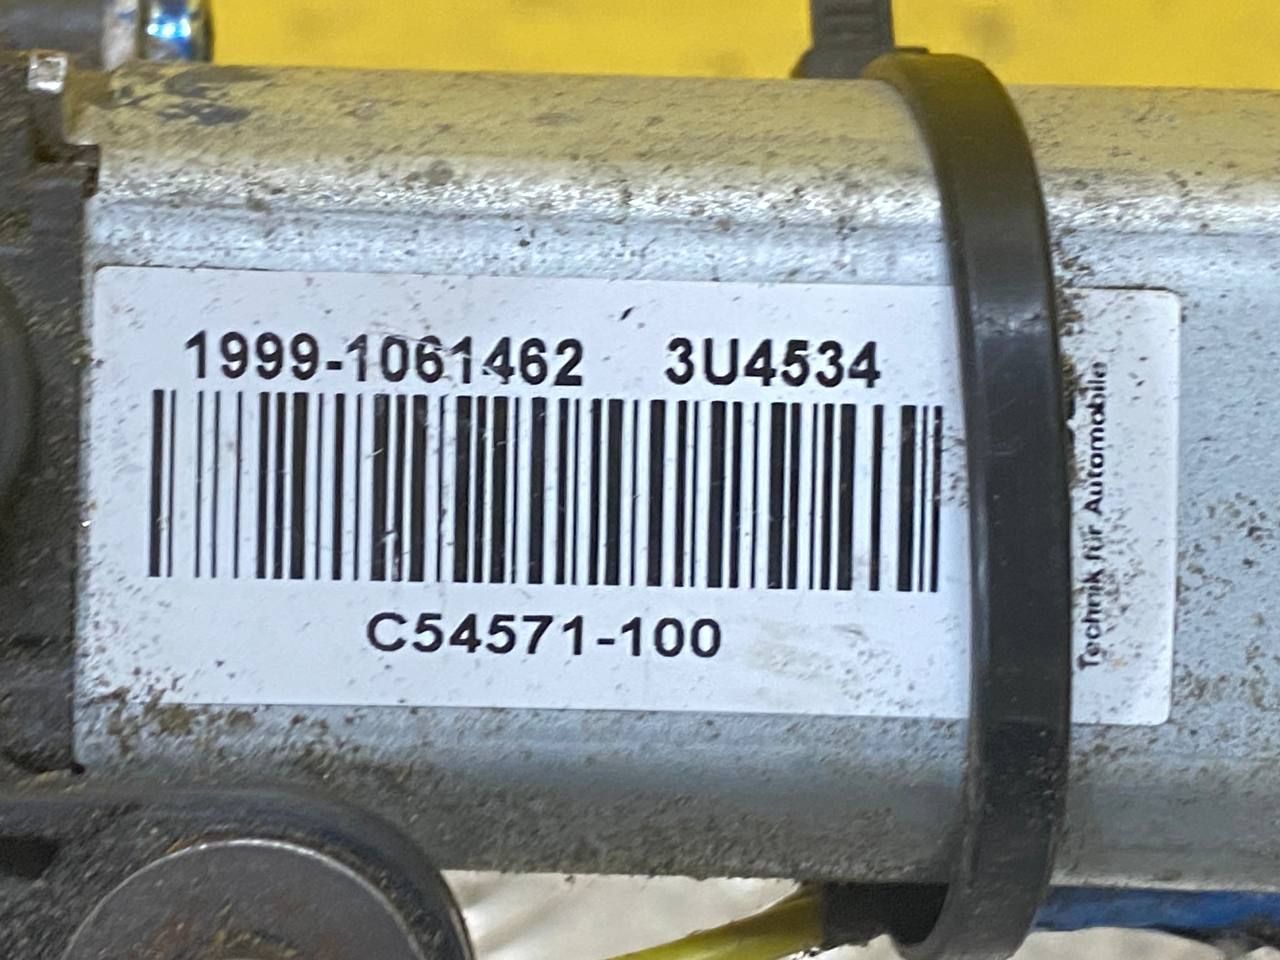 1999-1061462 3U4534
C54571-100
Technik für Automobile